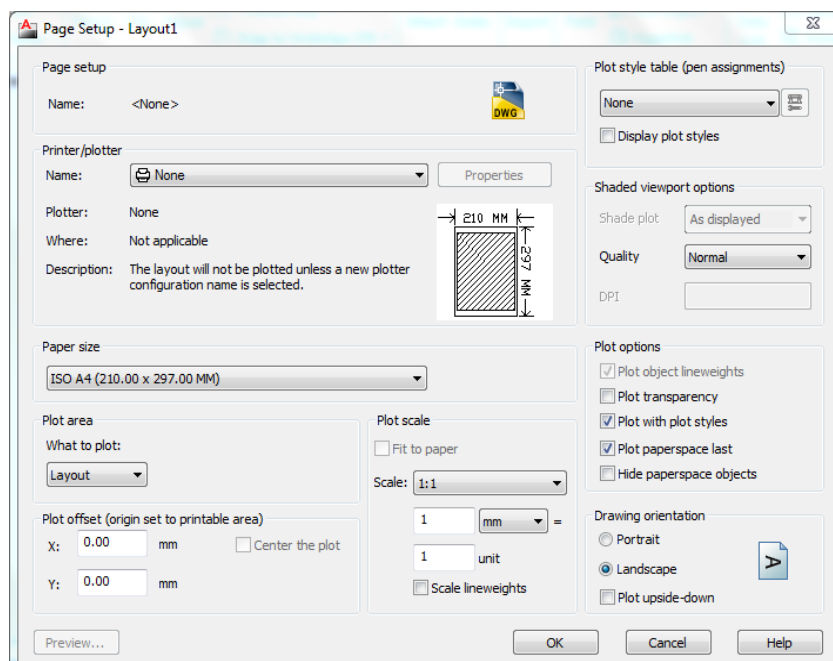 Page Setup - Layout1
Page setup
Name: <None>
DWG
Printer/plotter
Name: None
Properties
Plotter: None
Where: Not applicable
Description: The layout will not be plotted unless a new plotter
configuration name is selected.
210 MM
297 MM
Paper size
ISO A4 (210.00 x 297.00 MM)
Plot area
What to plot:
Layout
Plot offset (origin set to printable area)
X: 0.00 mm
Center the plot
Y: 0.00 mm
Plot scale
Fit to paper
Scale: 1:1
1 mm =
1 unit
Scale lineweights
Plot style table (pen assignments)
None
Display plot styles
Shaded viewport options
Shade plot As displayed
Quality Normal
DPI
Plot options
Plot object lineweights
Plot transparency
Plot with plot styles
Plot paperspace last
Hide paperspace objects
Drawing orientation
Portrait
Landscape
Plot upside-down
A
Preview...
OK
Cancel
Help